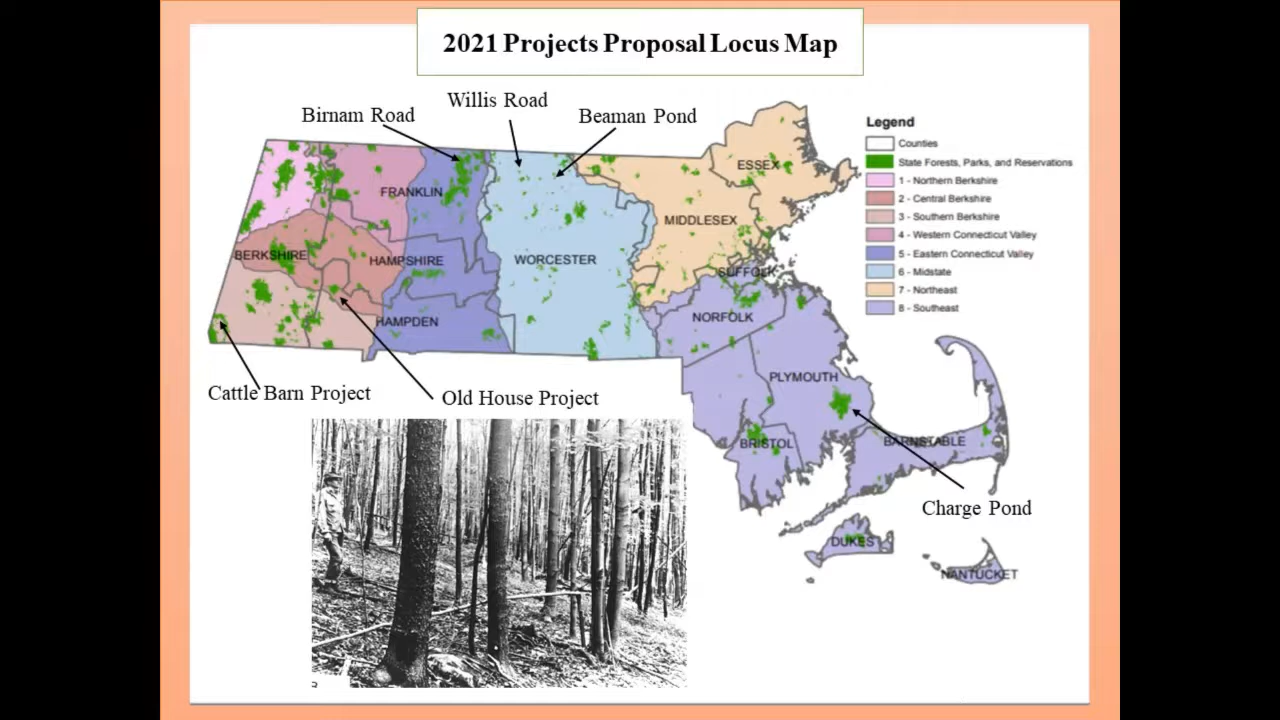 2021 Projects Proposal Locus Map
Birnam Road
Willis Road
Beaman Pond
Legend
Counties
State Forests, Parks, and Reservations
1 - Northern Berkshire
2 - Central Berkshire
3 - Southern Berkshire
4 - Western Connecticut Valley
5 - Eastern Connecticut Valley
6 - Midstate
7 - Northeast
8 - Southeast
ESSEX
FRANKLIN
MIDDLESEX
BERKSHIRE
HAMPSHIRE
WORCESTER
SUFFOLK
HAMPDEN
NORFOLK
PLYMOUTH
Cattle Barn Project
Old House Project
BRISTOL
BARNSTABLE
Charge Pond
DUKES
NANTUCKET